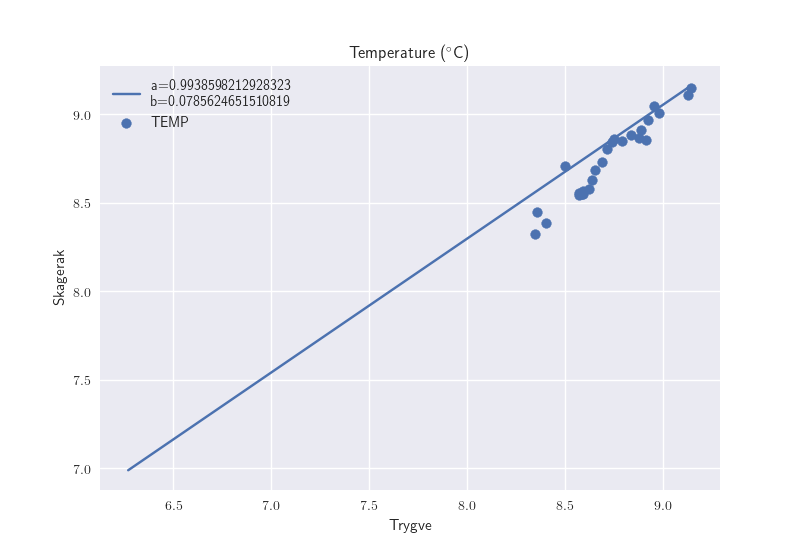 Temperature (°C)
a=0.9938598212928323
b=0.0785624651510819
TEMP
9.0
8.5
8.0
7.5
7.0
Skagerak
6.5 7.0 7.5 8.0 8.5 9.0
Trygve